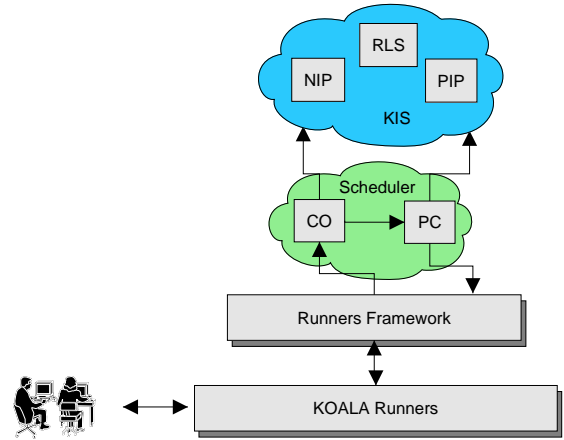 RLS
NIP
PIP
KIS
Scheduler
CO
PC
Runners Framework
KOALA Runners